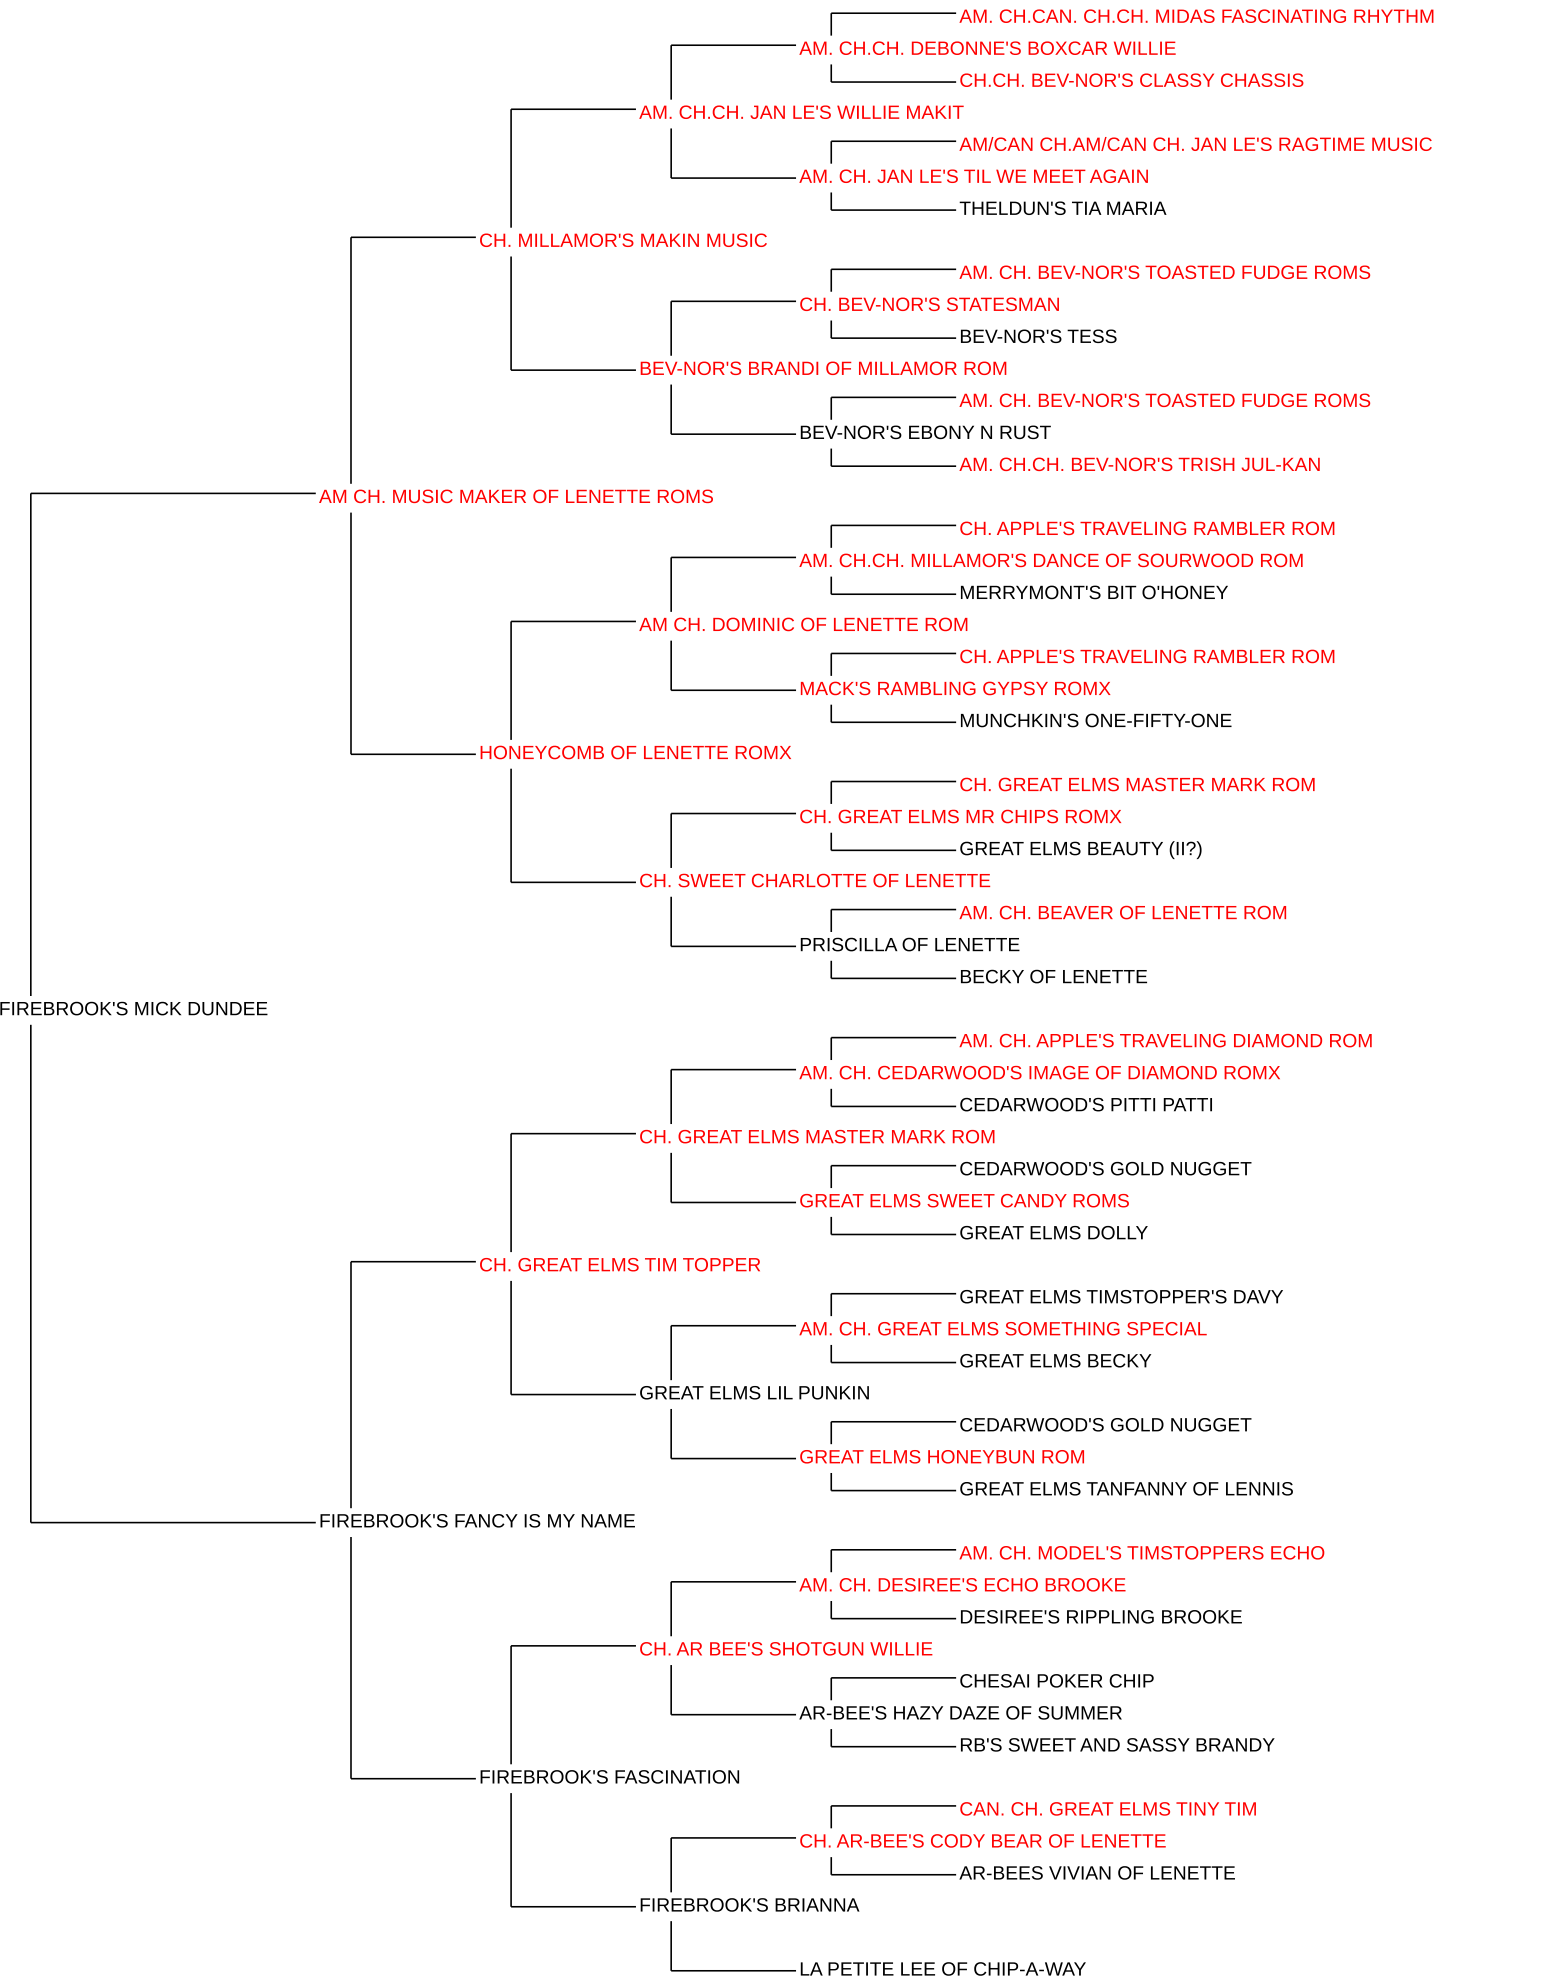 AM. CH.CAN. CH.CH. MIDAS FASCINATING RHYTHM
AM. CH.CH. DEBONNE'S BOXCAR WILLIE
CH.CH. BEV-NOR'S CLASSY CHASSIS
AM. CH.CH. JAN LE'S WILLIE MAKIT
AM/CAN CH.AM/CAN CH. JAN LE'S RAGTIME MUSIC
AM. CH. JAN LE'S TIL WE MEET AGAIN
THELDUN'S TIA MARIA
CH. MILLAMOR'S MAKIN MUSIC
AM. CH. BEV-NOR'S TOASTED FUDGE ROMS
CH. BEV-NOR'S STATESMAN
BEV-NOR'S TESS
BEV-NOR'S BRANDI OF MILLAMOR ROM
AM. CH. BEV-NOR'S TOASTED FUDGE ROMS
BEV-NOR'S EBONY N RUST
AM. CH.CH. BEV-NOR'S TRISH JUL-KAN
AM CH. MUSIC MAKER OF LENETTE ROMS
CH. APPLE'S TRAVELING RAMBLER ROM
AM. CH.CH. MILLAMOR'S DANCE OF SOURWOOD ROM
MERRYMONT'S BIT O'HONEY
AM CH. DOMINIC OF LENETTE ROM
CH. APPLE'S TRAVELING RAMBLER ROM
MACK'S RAMBLING GYPSY ROMX
MUNCHKIN'S ONE-FIFTY-ONE
HONEYCOMB OF LENETTE ROMX
CH. GREAT ELMS MASTER MARK ROM
CH. GREAT ELMS MR CHIPS ROMX
GREAT ELMS BEAUTY (II?)
CH. SWEET CHARLOTTE OF LENETTE
AM. CH. BEAVER OF LENETTE ROM
PRISCILLA OF LENETTE
BECKY OF LENETTE
FIREBROOK'S MICK DUNDEE
AM. CH. APPLE'S TRAVELING DIAMOND ROM
AM. CH. CEDARWOOD'S IMAGE OF DIAMOND ROMX
CEDARWOOD'S PITTI PATTI
CH. GREAT ELMS MASTER MARK ROM
CEDARWOOD'S GOLD NUGGET
GREAT ELMS SWEET CANDY ROMS
GREAT ELMS DOLLY
CH. GREAT ELMS TIM TOPPER
GREAT ELMS TIMSTOPPER'S DAVY
AM. CH. GREAT ELMS SOMETHING SPECIAL
GREAT ELMS BECKY
GREAT ELMS LIL PUNKIN
CEDARWOOD'S GOLD NUGGET
GREAT ELMS HONEYBUN ROM
GREAT ELMS TANFANNY OF LENNIS
FIREBROOK'S FANCY IS MY NAME
AM. CH. MODEL'S TIMSTOPPERS ECHO
AM. CH. DESIREE'S ECHO BROOKE
DESIREE'S RIPPLING BROOKE
CH. AR BEE'S SHOTGUN WILLIE
CHESAI POKER CHIP
AR-BEE'S HAZY DAZE OF SUMMER
RB'S SWEET AND SASSY BRANDY
FIREBROOK'S FASCINATION
CAN. CH. GREAT ELMS TINY TIM
CH. AR-BEE'S CODY BEAR OF LENETTE
AR-BEES VIVIAN OF LENETTE
FIREBROOK'S BRIANNA
LA PETITE LEE OF CHIP-A-WAY